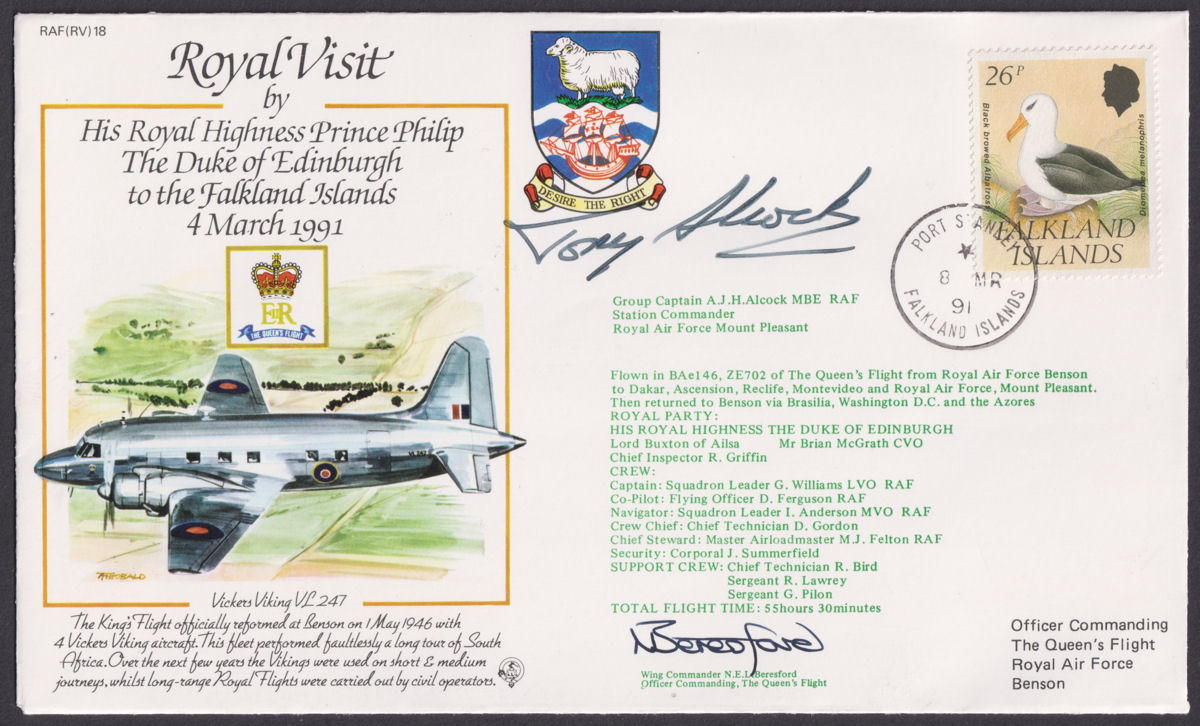 RAF(RV)18
Royal Visit
by
His Royal Highness Prince Philip
The Duke of Edinburgh
to the Falkland Islands
4 March 1991
EIIR
THE QUEEN'S FLIGHT
VL 247
THEOBALD
Vickers Viking VL 247
The King's Flight officially reformed at Benson on 1 May 1946 with
4 Vickers Viking aircraft. This fleet performed faultlessly a long tour of South
Africa. Over the next few years the Vikings were used on short & medium
journeys, whilst long-range Royal Flights were carried out by civil operators.
DESIRE THE RIGHT
Tony Alcock
Group Captain A.J.H.Alcock MBE RAF
Station Commander
Royal Air Force Mount Pleasant
26P
Black browed Albatross
Diomedea melanophris
FALKLAND
ISLANDS
PORT STANLEY
8 MR
91
FALKLAND ISLANDS
Flown in BAe146, ZE702 of The Queen's Flight from Royal Air Force Benson
to Dakar, Ascension, Reclife, Montevideo and Royal Air Force, Mount Pleasant.
Then returned to Benson via Brasilia, Washington D.C. and the Azores
ROYAL PARTY:
HIS ROYAL HIGHNESS THE DUKE OF EDINBURGH
Lord Buxton of Ailsa Mr Brian McGrath CVO
Chief Inspector R. Griffin
CREW:
Captain: Squadron Leader G. Williams LVO RAF
Co-Pilot: Flying Officer D. Ferguson RAF
Navigator: Squadron Leader I. Anderson MVO RAF
Crew Chief: Chief Technician D. Gordon
Chief Steward: Master Airloadmaster M.J. Felton RAF
Security: Corporal J. Summerfield
SUPPORT CREW: Chief Technician R. Bird
Sergeant R. Lawrey
Sergeant G. Pilon
TOTAL FLIGHT TIME: 55hours 30minutes
N Beresford
Wing Commander N.E.L.Beresford
Officer Commanding, The Queen's Flight
Officer Commanding
The Queen's Flight
Royal Air Force
Benson